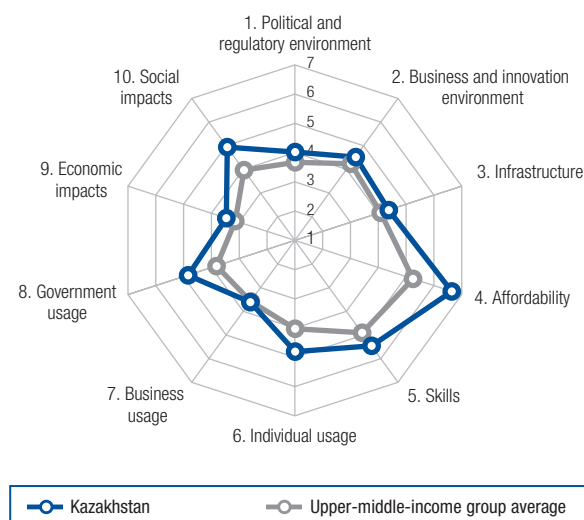 1. Political and
regulatory environment
2. Business and innovation
environment
3. Infrastructure
4. Affordability
5. Skills
6. Individual usage
7. Business
usage
8. Government
usage
9. Economic
impacts
10. Social
impacts
7
6
5
4
3
2
1
Kazakhstan
Upper-middle-income group average